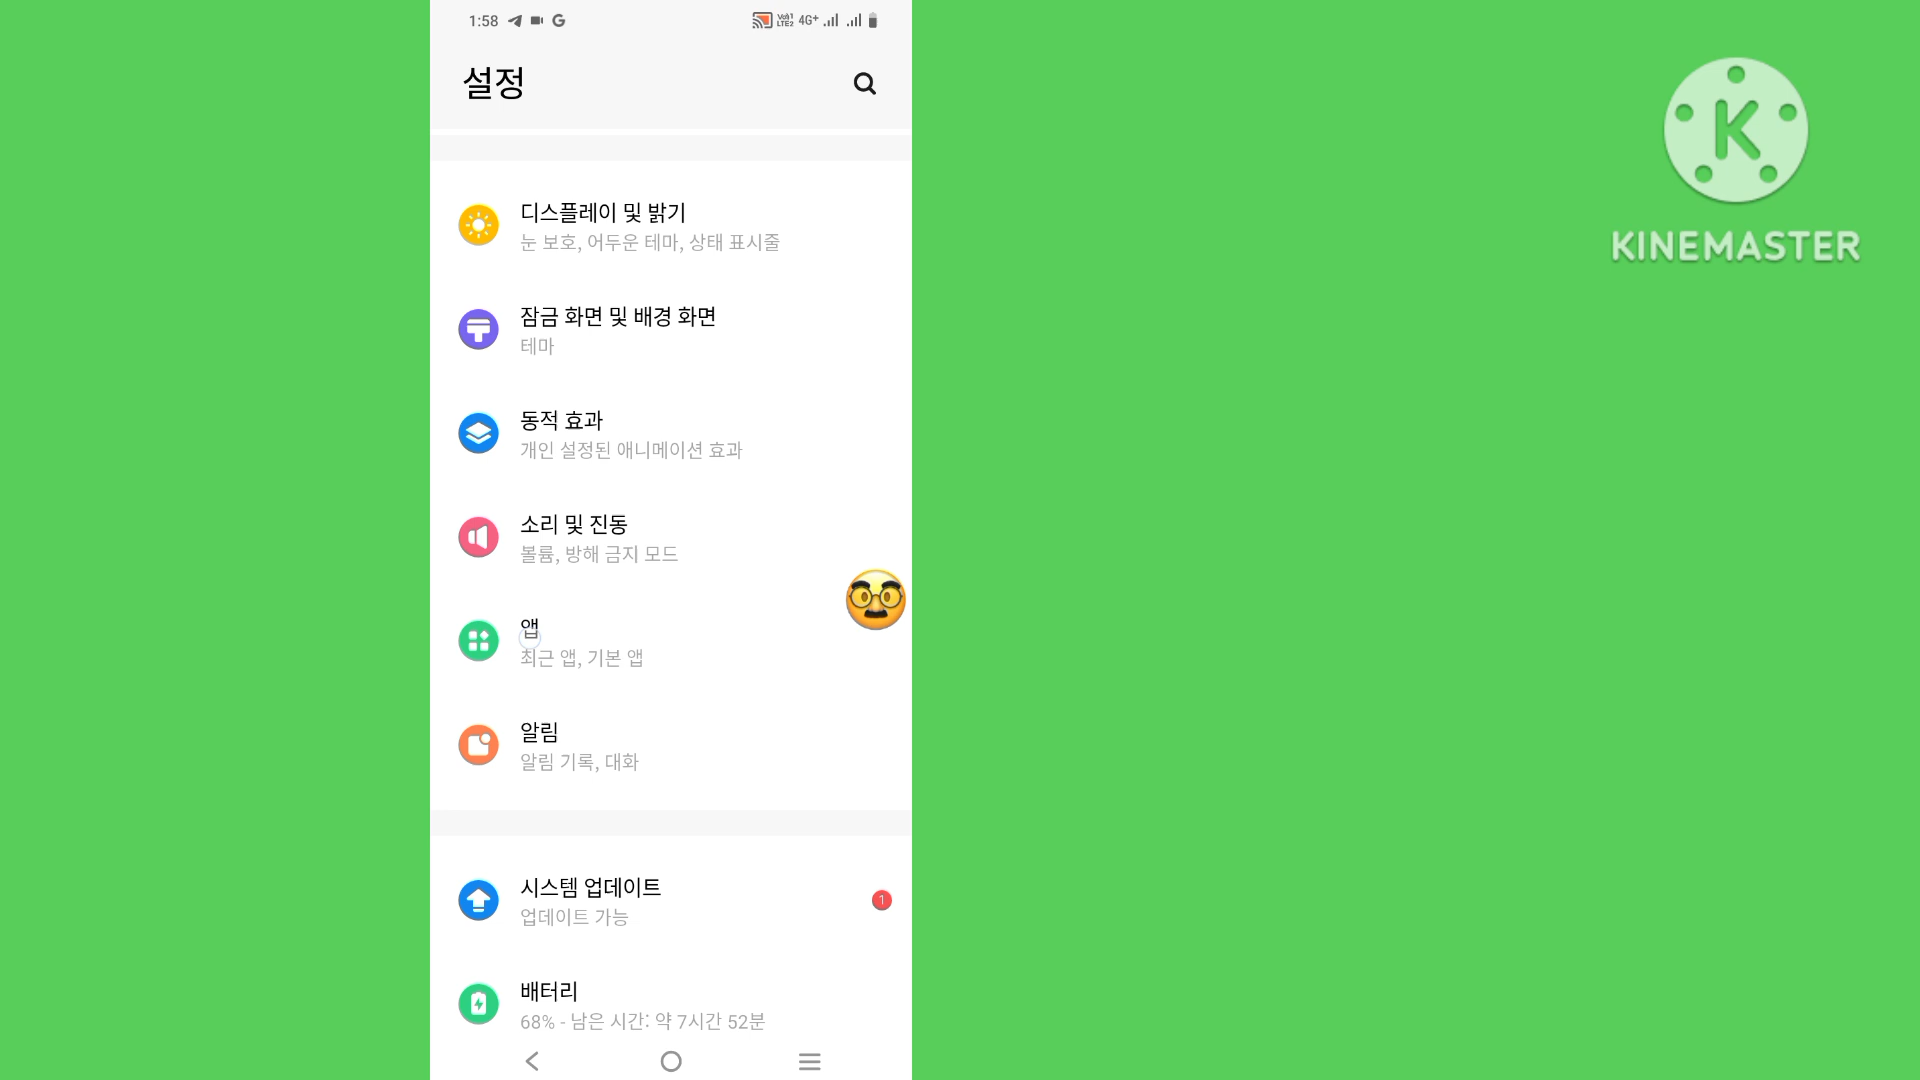 1:58
VoI1 LTE2 4G+
설정
디스플레이 및 밝기
눈 보호, 어두운 테마, 상태 표시줄
잠금 화면 및 배경 화면
테마
동적 효과
개인 설정된 애니메이션 효과
소리 및 진동
볼륨, 방해 금지 모드
앱
최근 앱, 기본 앱
알림
알림 기록, 대화
시스템 업데이트
1
업데이트 가능
배터리
68% - 남은 시간: 약 7시간 52분
K
KINEMASTER